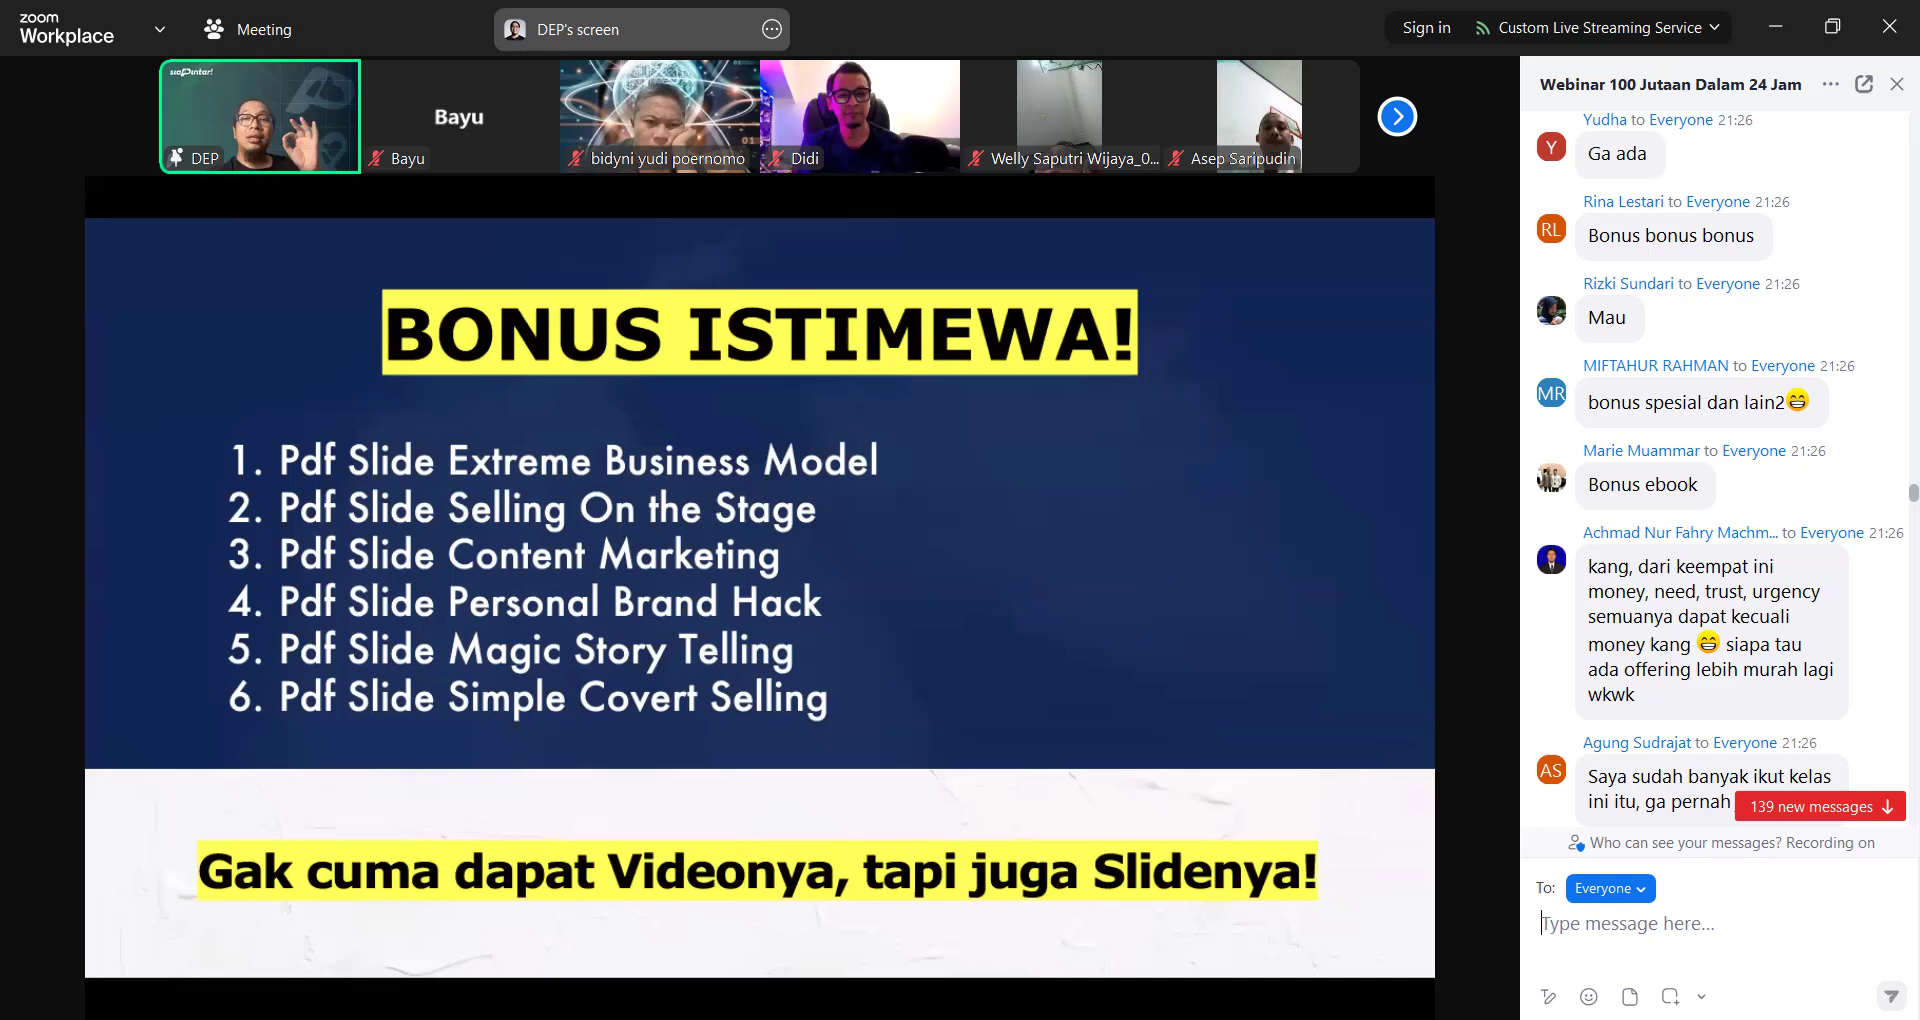 zoom
Workplace
Meeting
DEP's screen
Sign in
Custom Live Streaming Service
siapintar!
DEP
Bayu
Bayu
bidyni yudi poernomo
Didi
Welly Saputri Wijaya_0...
Asep Saripudin
BONUS ISTIMEWA!
1. Pdf Slide Extreme Business Model
2. Pdf Slide Selling On the Stage
3. Pdf Slide Content Marketing
4. Pdf Slide Personal Brand Hack
5. Pdf Slide Magic Story Telling
6. Pdf Slide Simple Covert Selling
Gak cuma dapat Videonya, tapi juga Slidenya!
Webinar 100 Jutaan Dalam 24 Jam
Yudha to Everyone 21:26
Y
Ga ada
Rina Lestari to Everyone 21:26
RL
Bonus bonus bonus
Rizki Sundari to Everyone 21:26
Mau
MIFTAHUR RAHMAN to Everyone 21:26
MR
bonus spesial dan lain2😁
Marie Muammar to Everyone 21:26
Bonus ebook
Achmad Nur Fahry Machm... to Everyone 21:26
kang, dari keempat ini
money, need, trust, urgency
semuanya dapat kecuali
money kang 😁 siapa tau
ada offering lebih murah lagi
wkwk
Agung Sudrajat to Everyone 21:26
AS
Saya sudah banyak ikut kelas
ini itu, ga pernah
139 new messages
Who can see your messages? Recording on
To: Everyone
Type message here...